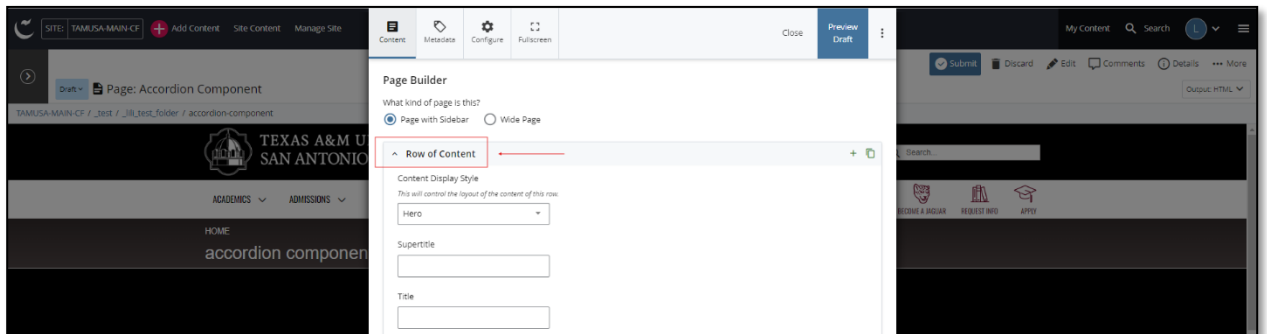 SITE: TAMUSA-MAIN-CF Add Content Site Content Manage Site
Content Metadata Configure Fullscreen
Close Preview Draft
My Content Search L
Draft Page: Accordion Component
Submit Discard Edit Comments Details More
Output: HTML
TAMUSA-MAIN-CF / _test / _lili_test_folder / accordion-component
Page Builder
What kind of page is this?
Page with Sidebar Wide Page
TEXAS A&M U
SAN ANTONIO
Search...
Row of Content
Content Display Style
This will control the layout of the content of this row.
Hero
ACADEMICS ADMISSIONS
BECOME A JAGUAR REQUEST INFO APPLY
HOME
accordion componen
Supertitle
Title